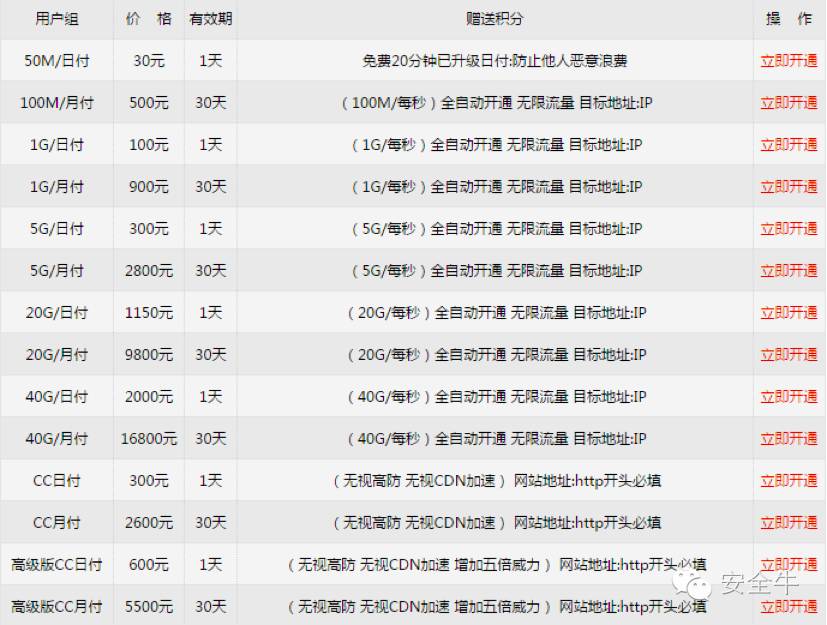 用户组 价 格 有效期 赠送积分 操 作
50M/日付 30元 1天 免费20分钟已升级日付:防止他人恶意浪费 立即开通
100M/月付 500元 30天 （100M/每秒）全自动开通 无限流量 目标地址:IP 立即开通
1G/日付 100元 1天 （1G/每秒）全自动开通 无限流量 目标地址:IP 立即开通
1G/月付 900元 30天 （1G/每秒）全自动开通 无限流量 目标地址:IP 立即开通
5G/日付 300元 1天 （5G/每秒）全自动开通 无限流量 目标地址:IP 立即开通
5G/月付 2800元 30天 （5G/每秒）全自动开通 无限流量 目标地址:IP 立即开通
20G/日付 1150元 1天 （20G/每秒）全自动开通 无限流量 目标地址:IP 立即开通
20G/月付 9800元 30天 （20G/每秒）全自动开通 无限流量 目标地址:IP 立即开通
40G/日付 2000元 1天 （40G/每秒）全自动开通 无限流量 目标地址:IP 立即开通
40G/月付 16800元 30天 （40G/每秒）全自动开通 无限流量 目标地址:IP 立即开通
CC日付 300元 1天 （无视高防 无视CDN加速） 网站地址:http开头必填 立即开通
CC月付 2600元 30天 （无视高防 无视CDN加速） 网站地址:http开头必填 立即开通
高级版CC日付 600元 1天 （无视高防 无视CDN加速 增加五倍威力） 网站地址:http开头必填 立即开通
高级版CC月付 5500元 30天 （无视高防 无视CDN加速 增加五倍威力） 网站地址:http开头必填 立即开通
安全牛